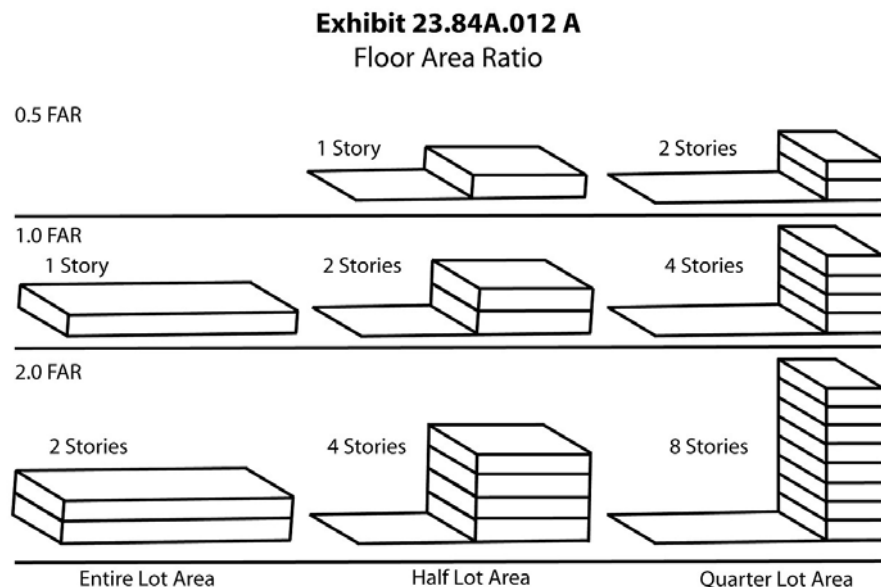 Exhibit 23.84A.012 A
Floor Area Ratio
0.5 FAR
1 Story
2 Stories
1.0 FAR
1 Story
2 Stories
4 Stories
2.0 FAR
2 Stories
4 Stories
8 Stories
Entire Lot Area
Half Lot Area
Quarter Lot Area